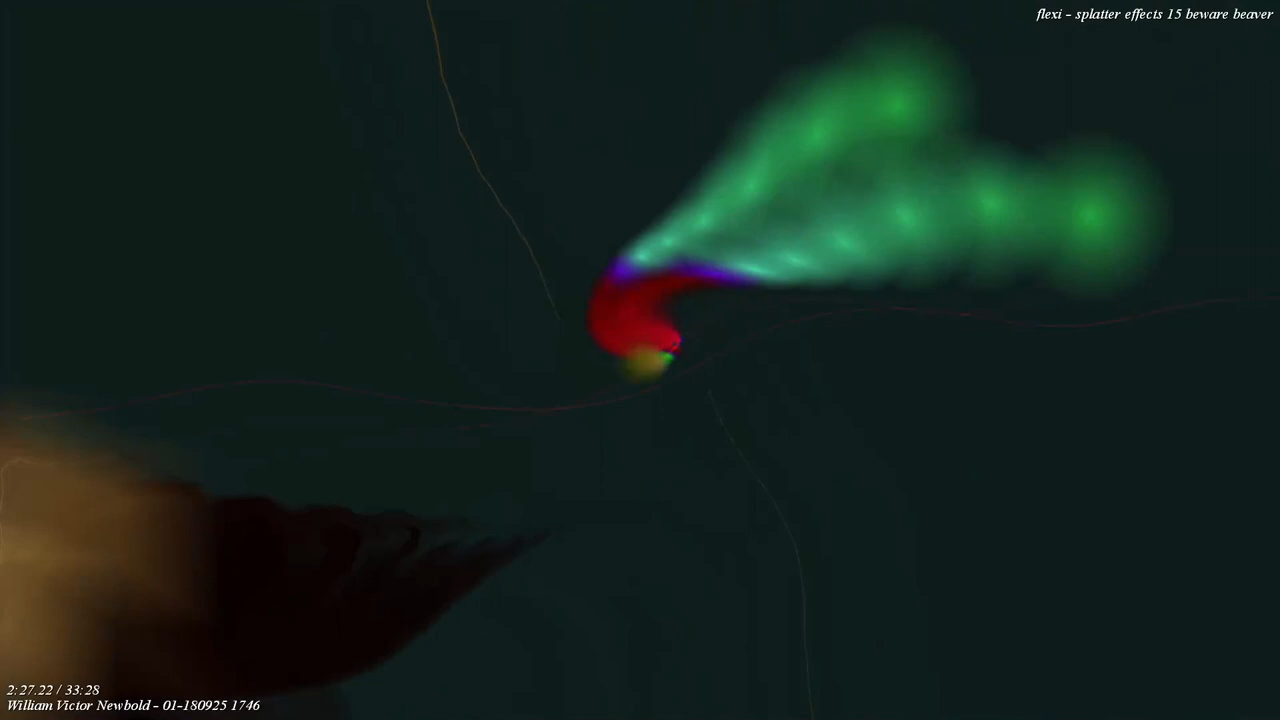 flexi - splatter effects 15 beware beaver
2:27.22 / 33:28
William Victor Newbold - 01-180925 1746